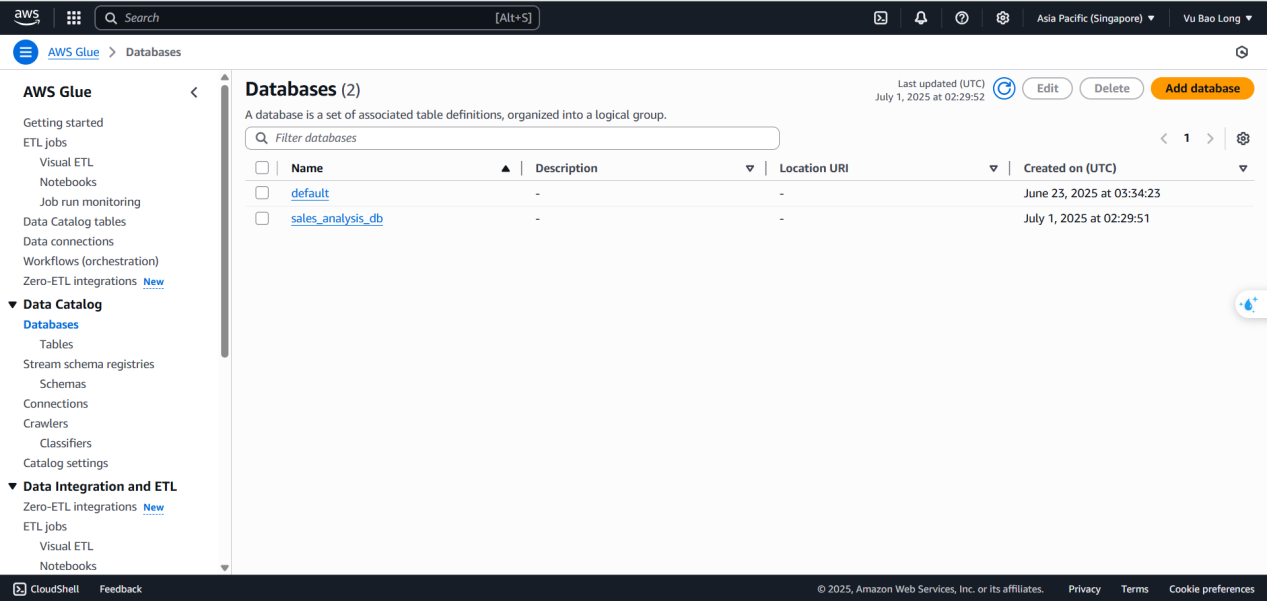 aws
Search [Alt+S]
Asia Pacific (Singapore) Vu Bao Long
AWS Glue Databases
AWS Glue
Getting started
ETL jobs
Visual ETL
Notebooks
Job run monitoring
Data Catalog tables
Data connections
Workflows (orchestration)
Zero-ETL integrations New
Data Catalog
Databases
Tables
Stream schema registries
Schemas
Connections
Crawlers
Classifiers
Catalog settings
Data Integration and ETL
Zero-ETL integrations New
ETL jobs
Visual ETL
Notebooks
Databases (2)
Last updated (UTC)
July 1, 2025 at 02:29:52
Edit Delete Add database
A database is a set of associated table definitions, organized into a logical group.
Filter databases
1
Name Description Location URI Created on (UTC)
default - - June 23, 2025 at 03:34:23
sales_analysis_db - - July 1, 2025 at 02:29:51
CloudShell Feedback © 2025, Amazon Web Services, Inc. or its affiliates. Privacy Terms Cookie preferences